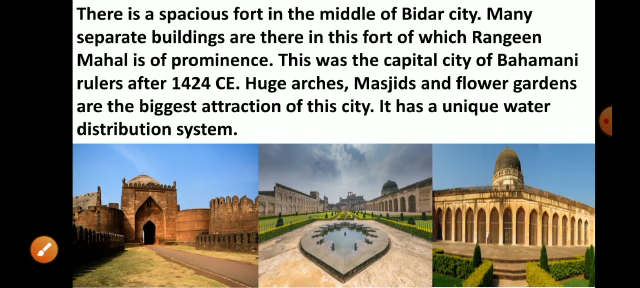 There is a spacious fort in the middle of Bidar city. Many
separate buildings are there in this fort of which Rangeen
Mahal is of prominence. This was the capital city of Bahamani
rulers after 1424 CE. Huge arches, Masjids and flower gardens
are the biggest attraction of this city. It has a unique water
distribution system.